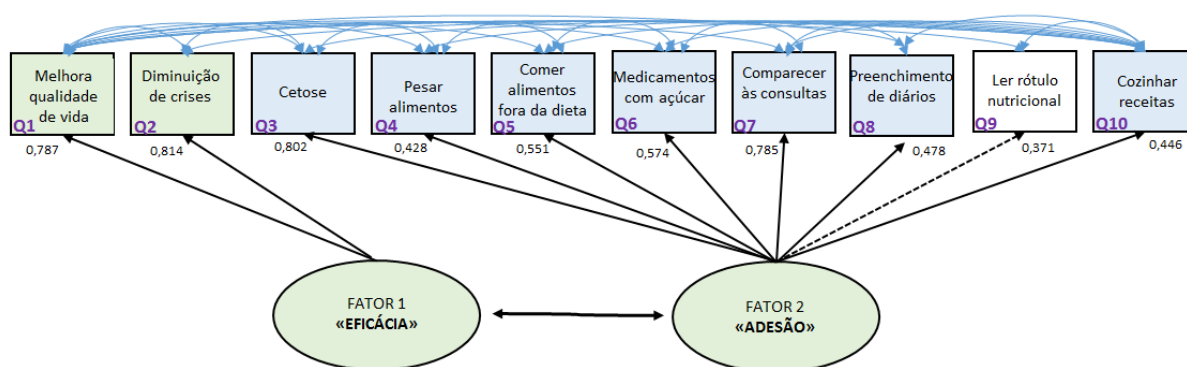 Melhora
qualidade
de vida
Q1
Diminuição
de crises
Q2
Cetose
Q3
Pesar
alimentos
Q4
Comer
alimentos
fora da dieta
Q5
Medicamentos
com açúcar
Q6
Comparecer
às consultas
Q7
Preenchimento
de diários
Q8
Ler rótulo
nutricional
Q9
Cozinhar
receitas
Q10
0,787
0,814
0,802
0,428
0,551
0,574
0,785
0,478
0,371
0,446
FATOR 1
«EFICÁCIA»
FATOR 2
«ADESÃO»